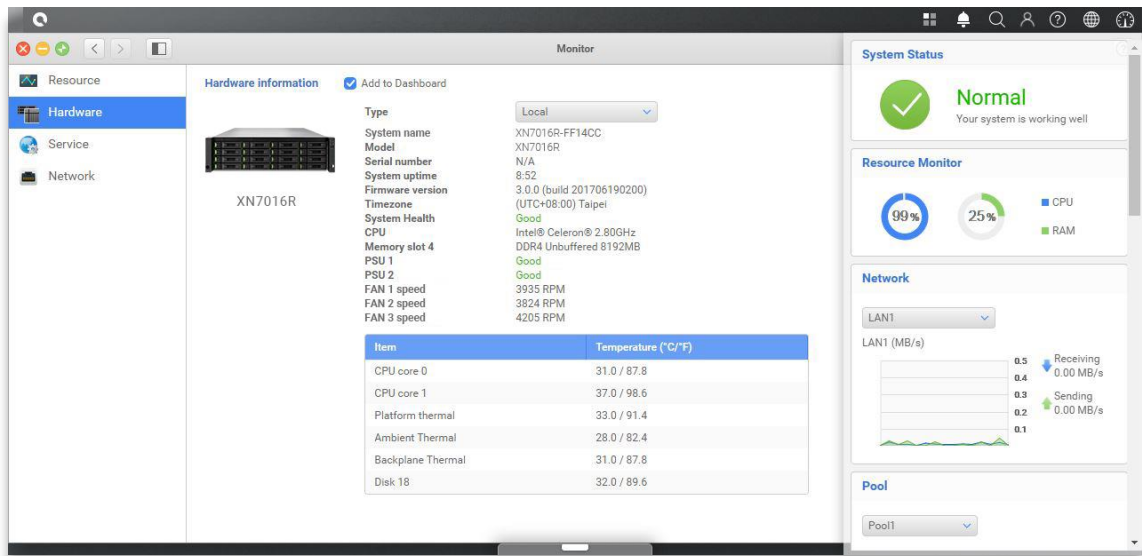 Monitor
Resource
Hardware
Service
Network
Hardware information
Add to Dashboard
XN7016R
Type Local
System name XN7016R-FF14CC
Model XN7016R
Serial number N/A
System uptime 8:52
Firmware version 3.0.0 (build 201706190200)
Timezone (UTC+08:00) Taipei
System Health Good
CPU Intel® Celeron® 2.80GHz
Memory slot 4 DDR4 Unbuffered 8192MB
PSU 1 Good
PSU 2 Good
FAN 1 speed 3935 RPM
FAN 2 speed 3824 RPM
FAN 3 speed 4205 RPM
Item Temperature (°C/°F)
CPU core 0 31.0 / 87.8
CPU core 1 37.0 / 98.6
Platform thermal 33.0 / 91.4
Ambient Thermal 28.0 / 82.4
Backplane Thermal 31.0 / 87.8
Disk 18 32.0 / 89.6
System Status
Normal
Your system is working well
Resource Monitor
99%
25%
CPU
RAM
Network
LAN1
LAN1 (MB/s)
0.5
0.4
0.3
0.2
0.1
Receiving
0.00 MB/s
Sending
0.00 MB/s
Pool
Pool1